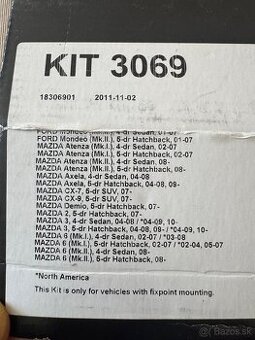 KIT 3069
18306901 2011-11-02
FORD Mondeo (Mk.II.), 4-dr Sedan, 01-07
FORD Mondeo (Mk.II.), 5-dr Hatchback, 01-07
MAZDA Atenza (Mk.I.), 4-dr Sedan, 02-07
MAZDA Atenza (Mk.I.), 5-dr Hatchback, 02-07
MAZDA Atenza (Mk.II.), 4-dr Sedan, 08-
MAZDA Atenza (Mk.II.), 5-dr Hatchback, 08-
MAZDA Axela, 4-dr Sedan, 04-08
MAZDA Axela, 5-dr Hatchback, 04-08, 09-
MAZDA CX-7, 5-dr SUV, 07-
MAZDA CX-9, 5-dr SUV, 07-
MAZDA Demio, 5-dr Hatchback, 07-
MAZDA 2, 5-dr Hatchback, 07-
MAZDA 3, 4-dr Sedan, 04-08 / *04-09, 10-
MAZDA 3, 5-dr Hatchback, 04-08, 09- / *04-09, 10-
MAZDA 6 (Mk.I.), 4-dr Sedan, 02-07 / *03-08
MAZDA 6 (Mk.I.), 5-dr Hatchback, 02-07 / *02-04, 05-07
MAZDA 6 (Mk.II.), 4-dr Sedan, 08-
MAZDA 6 (Mk.II.), 5-dr Hatchback, 08-
*North America
This Kit is only for vehicles with fixpoint mounting.
bazos.sk